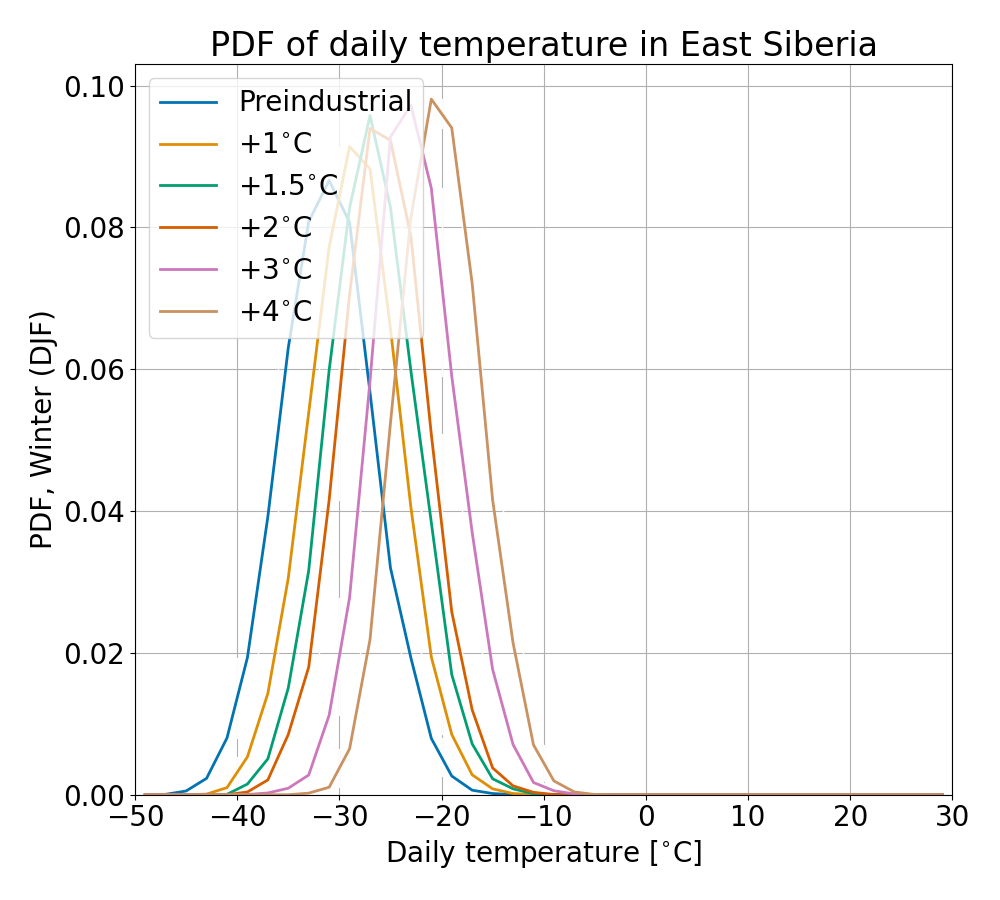 PDF of daily temperature in East Siberia
PDF, Winter (DJF)
0.10
0.08
0.06
0.04
0.02
0.00
Preindustrial
+1°C
+1.5°C
+2°C
+3°C
+4°C
−50 −40 −30 −20 −10 0 10 20 30
Daily temperature [°C]